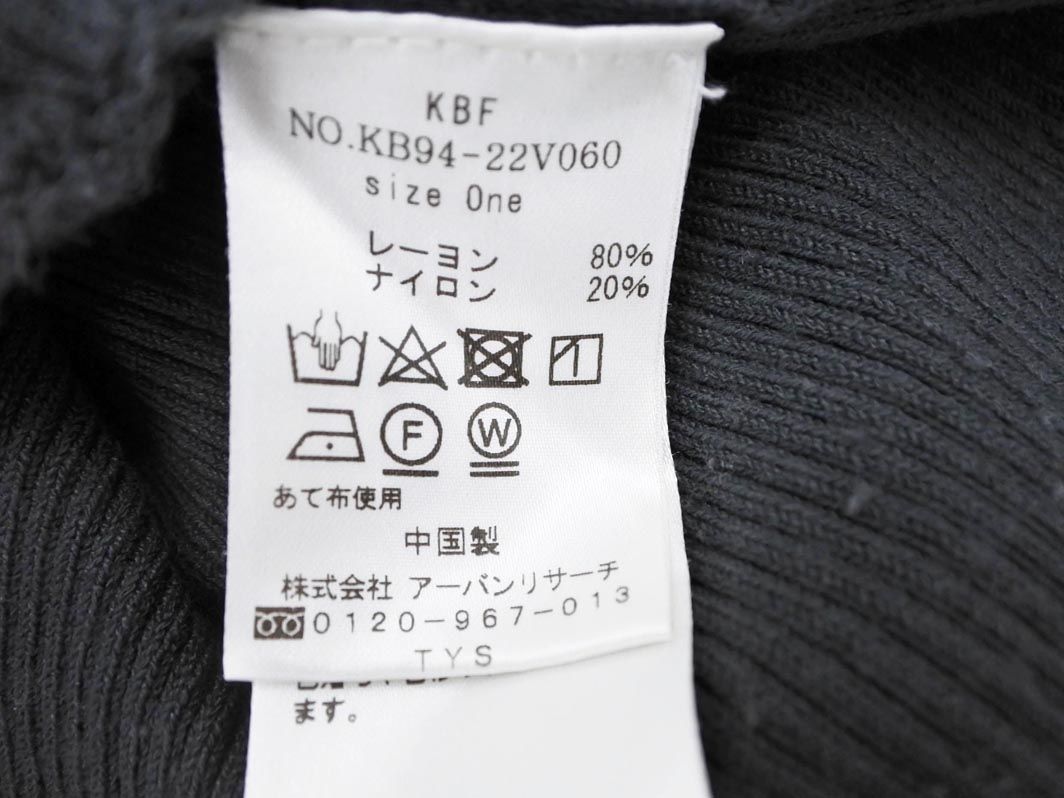 KBF
NO.KB94-22V060
size One
レーヨン 80%
ナイロン 20%
F W
あて布使用
中国製
株式会社 アーバンリサーチ
0120-967-013
TYS
ます。